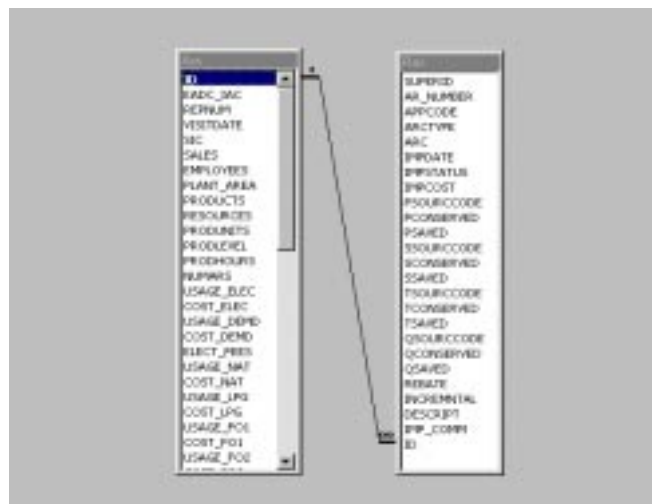 ID
EADC_IAC
REPNUM
VISITDATE
SIC
SALES
EMPLOYEES
PLANT_AREA
PRODUCTS
RESOURCES
PRODUNITS
PRODLEVEL
PRODHOURS
NUMARS
USAGE_ELEC
COST_ELEC
USAGE_DEMD
COST_DEMD
ELECT_FEES
USAGE_NAT
COST_NAT
USAGE_LPG
COST_LPG
USAGE_FO1
COST_FO1
USAGE_FO2
SUPERID
AR_NUMBER
APPCODE
ARCTYPE
ARC
IMPDATE
IMPSTATUS
IMPCOST
PSOURCCODE
PCONSERVED
PSAVED
SSOURCCODE
SCONSERVED
SSAVED
TSOURCCODE
TCONSERVED
TSAVED
QSOURCCODE
QCONSERVED
QSAVED
REBATE
INCREMNTAL
DESCRIPT
IMP_COMM
ID